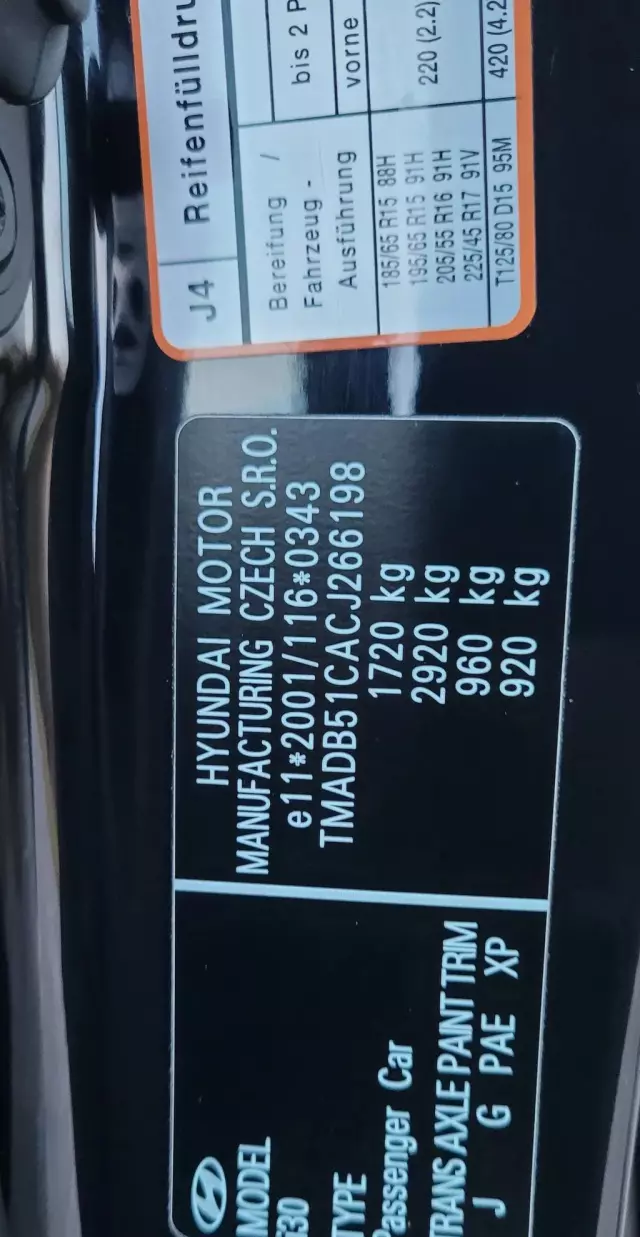 J4 Reifenfülldru
Bereifung / bis 2 P
Fahrzeug - vorne
Ausführung
185/65 R15 88H
195/65 R15 91H 220 (2.2)
205/55 R16 91H
225/45 R17 91V
T125/80 D15 95M 420 (4.2
HYUNDAI MOTOR
MANUFACTURING CZECH S.R.O.
e11*2001/116*0343
TMADB51CACJ266198
1720 kg
2920 kg
960 kg
920 kg
MODEL
i30
TYPE
Passenger Car
TRANS AXLE PAINT TRIM
J G PAE XP